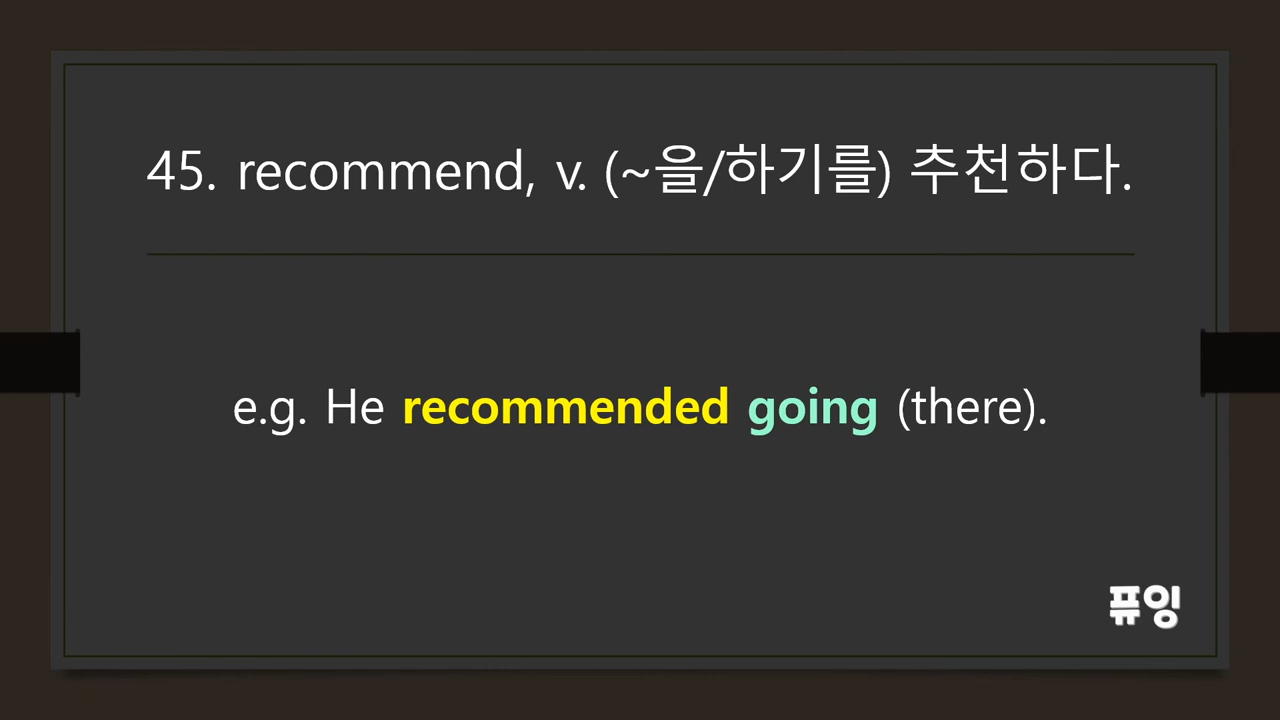 45. recommend, v. (~을/하기를) 추천하다.
e.g. He recommended going (there).
퓨잉